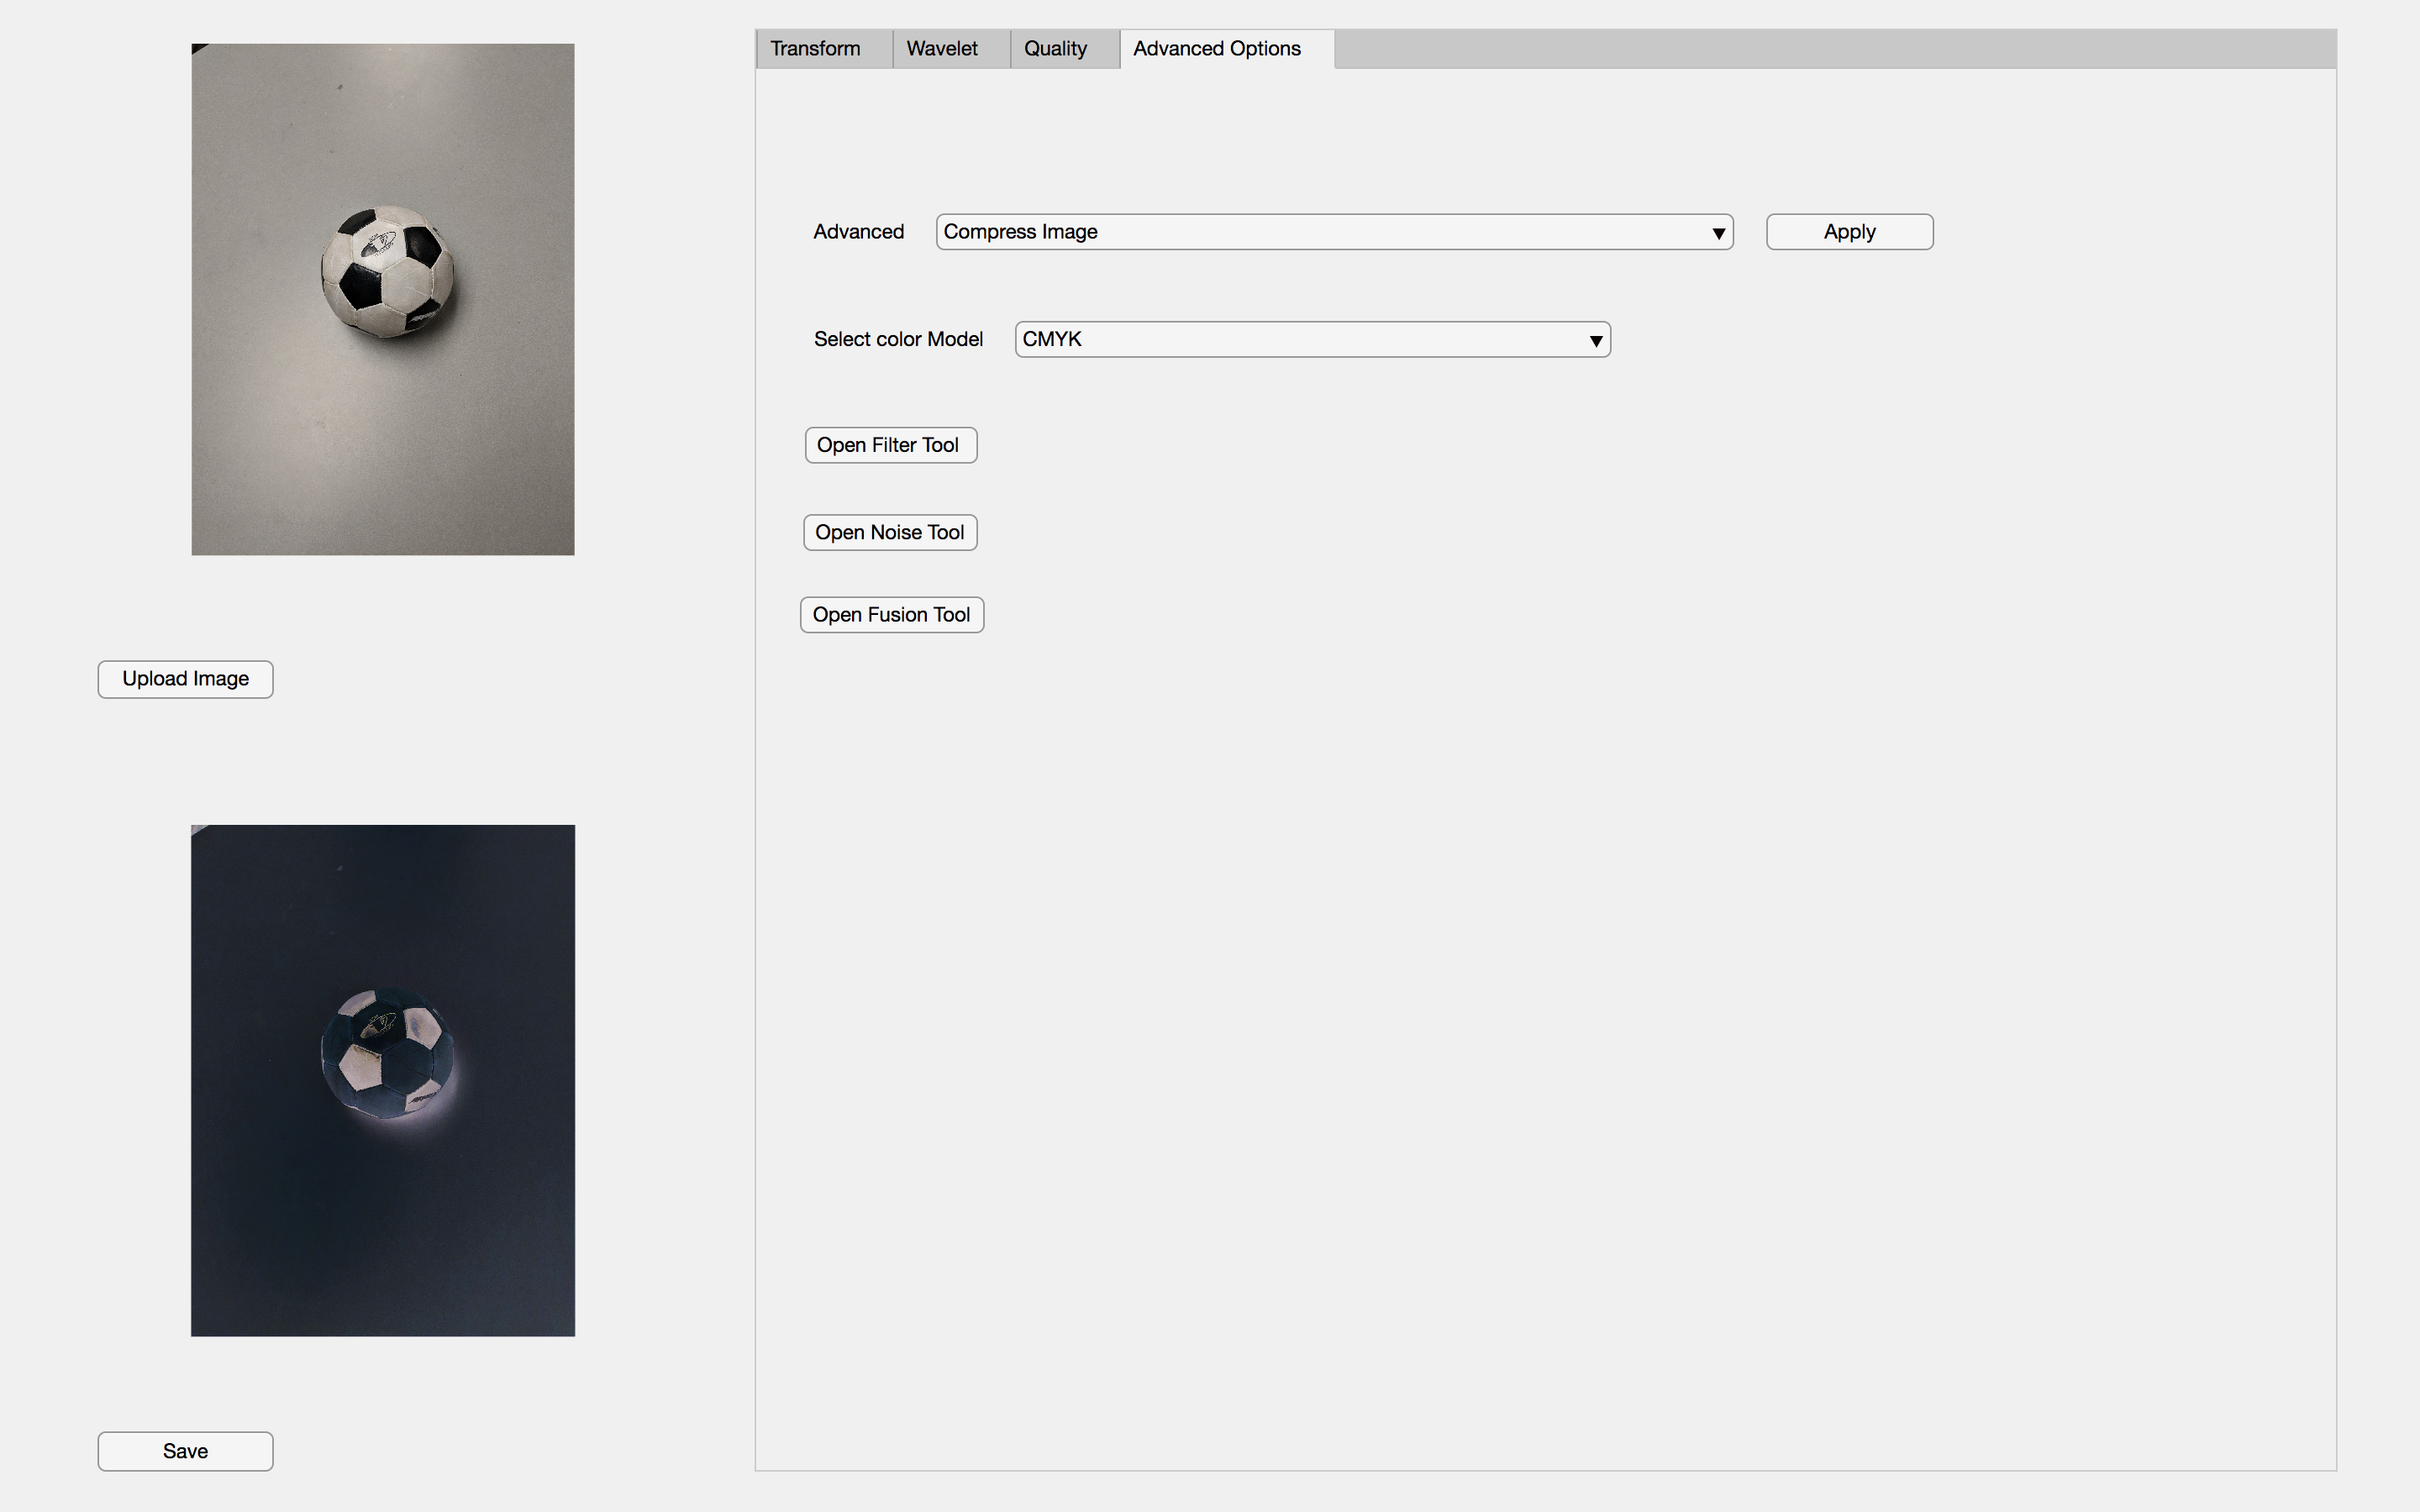 Transform
Wavelet
Quality
Advanced Options
Advanced
Compress Image
Apply
Select color Model
CMYK
Open Filter Tool
Open Noise Tool
Open Fusion Tool
Upload Image
Save